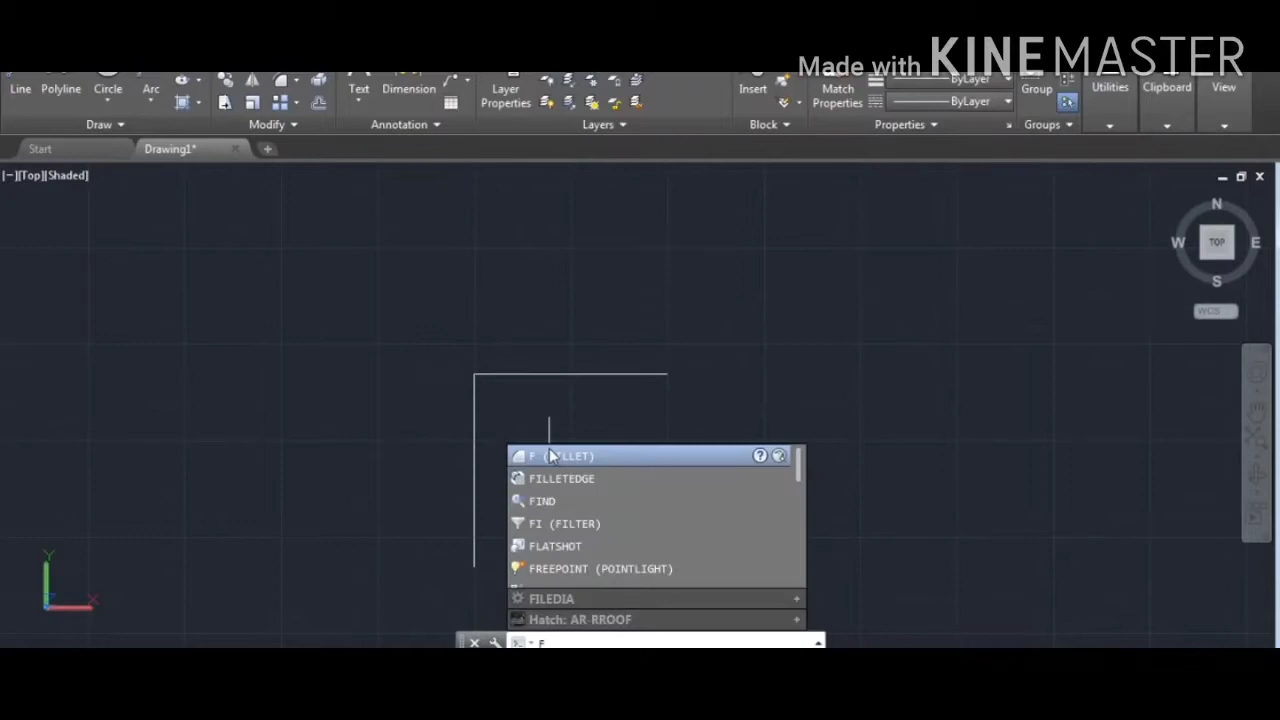 Made with KINEMASTER
Line Polyline Circle Arc Text Dimension Layer Properties Insert Match Properties ByLayer ByLayer Group Utilities Clipboard View
Draw Modify Annotation Layers Block Properties Groups
Start Drawing1* +
[−][Top][Shaded]
N
W TOP E
S
WCS
F (FILLET)
FILLETEDGE
FIND
FI (FILTER)
FLATSHOT
FREEPOINT (POINTLIGHT)
FILEDIA +
Hatch: AR-RROOF +
F
Y
X